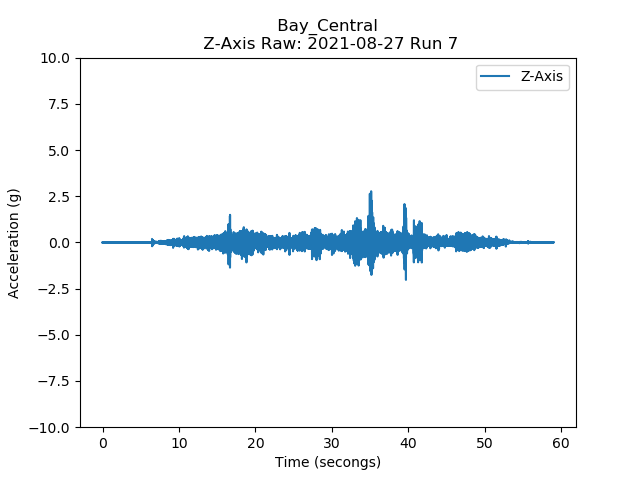 Bay_Central
Z-Axis Raw: 2021-08-27 Run 7
Z-Axis
10.0
7.5
5.0
2.5
0.0
−2.5
−5.0
−7.5
−10.0
Acceleration (g)
0 10 20 30 40 50 60
Time (secongs)